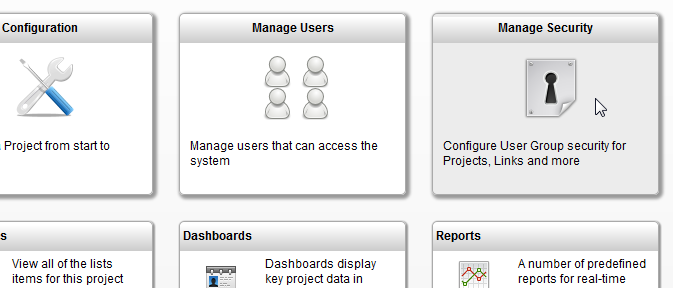 Configuration
Manage Users
Manage Security
Project from start to
Manage users that can access the
system
Configure User Group security for
Projects, Links and more
s
Dashboards
Reports
View all of the lists
items for this project
Dashboards display
key project data in
A number of predefined
reports for real-time